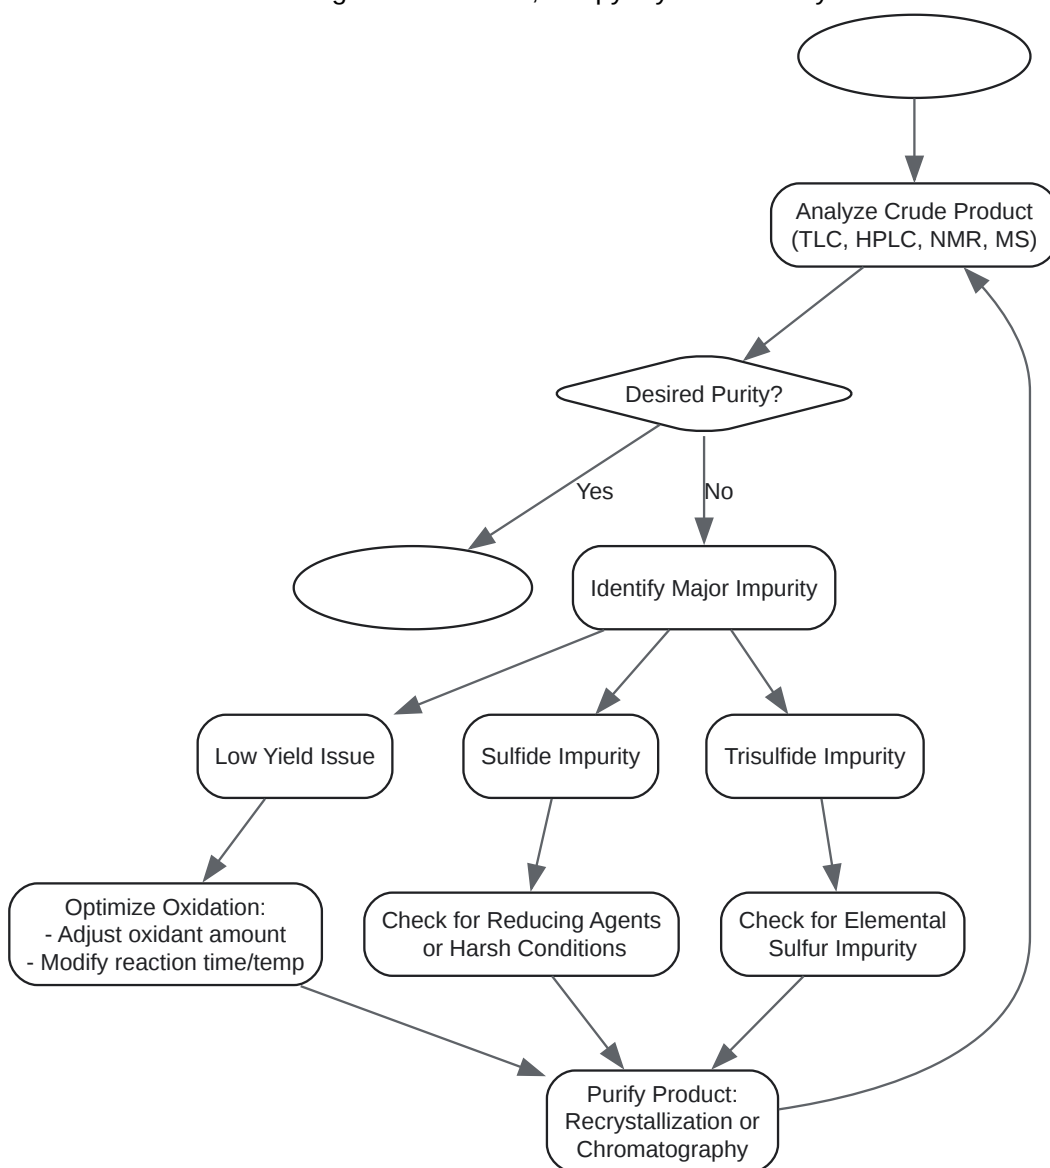 Analyze Crude Product
(TLC, HPLC, NMR, MS)
Desired Purity?
Yes
No
Identify Major Impurity
Low Yield Issue
Sulfide Impurity
Trisulfide Impurity
Optimize Oxidation:
- Adjust oxidant amount
- Modify reaction time/temp
Check for Reducing Agents
or Harsh Conditions
Check for Elemental
Sulfur Impurity
Purify Product:
Recrystallization or
Chromatography